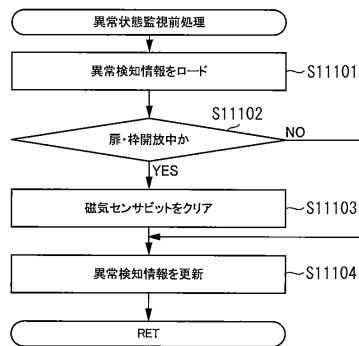 異常状態監視前処理
異常検知情報をロード
S11101
S11102
扉・枠開放中か
NO
YES
磁気センサビットをクリア
S11103
異常検知情報を更新
S11104
RET